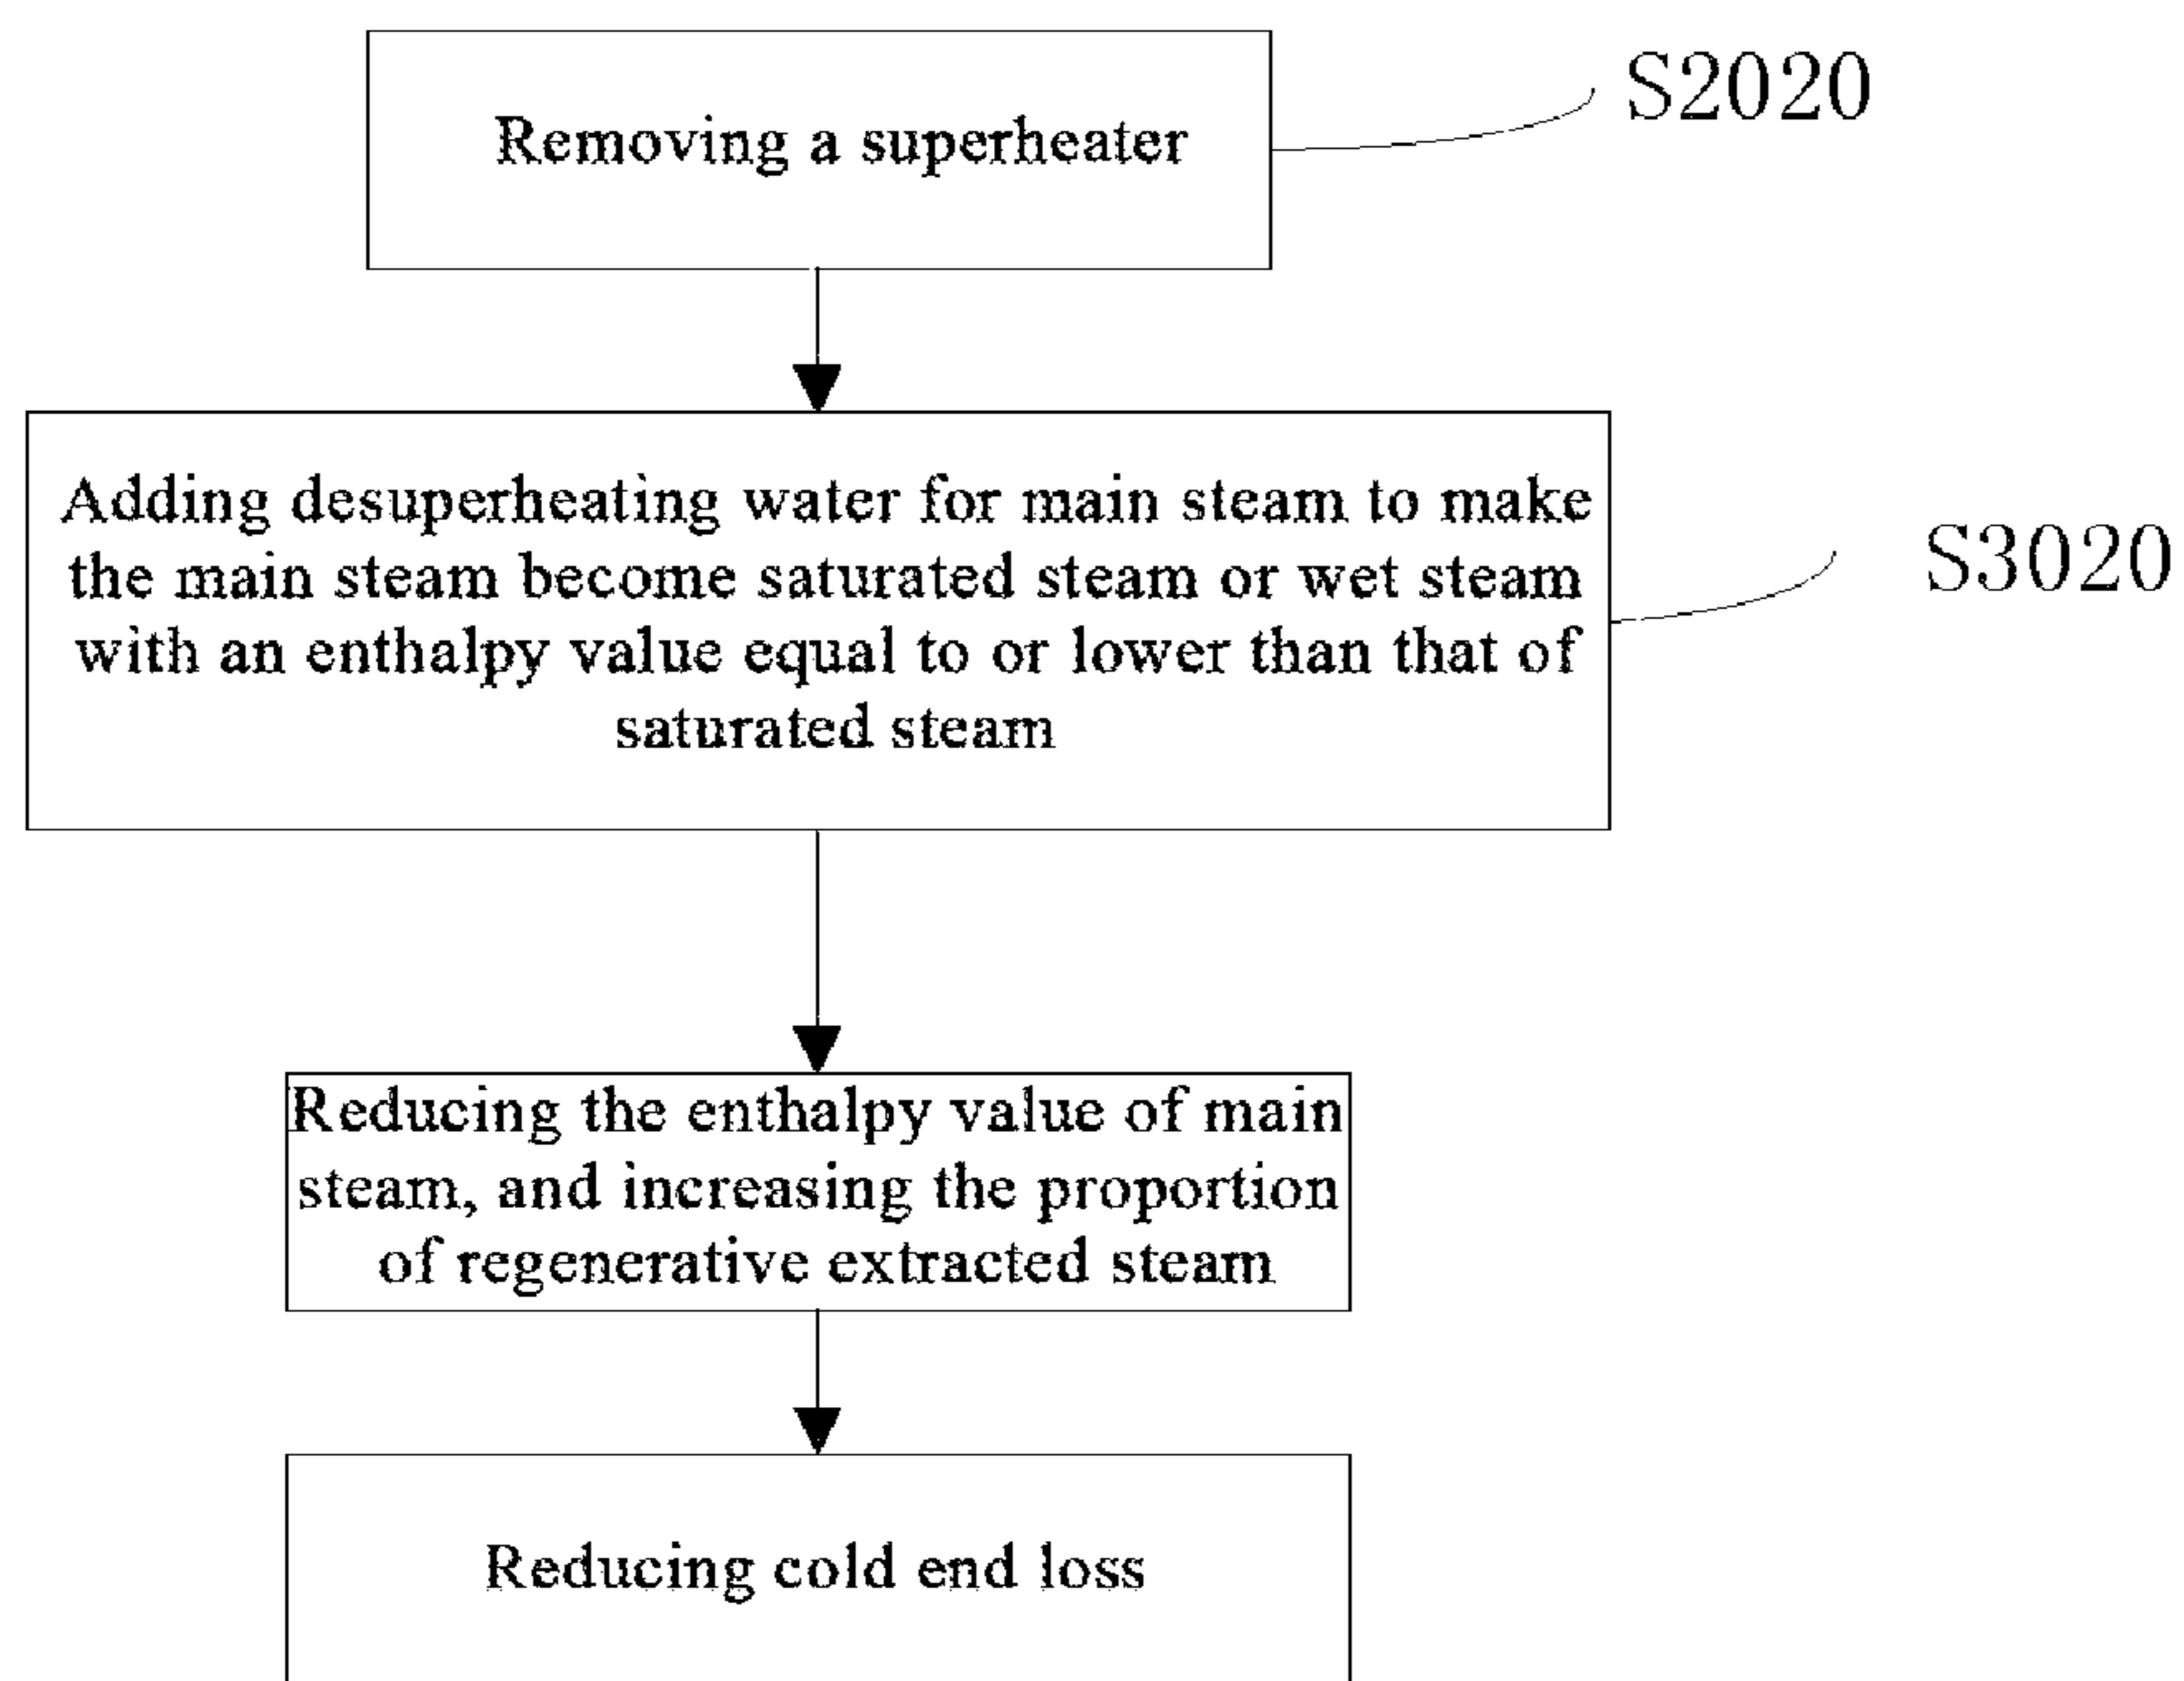 Removing a superheater
S2020
Adding desuperheating water for main steam to make
the main steam become saturated steam or wet steam
with an enthalpy value equal to or lower than that of
saturated steam
S3020
Reducing the enthalpy value of main
steam, and increasing the proportion
of regenerative extracted steam
Reducing cold end loss